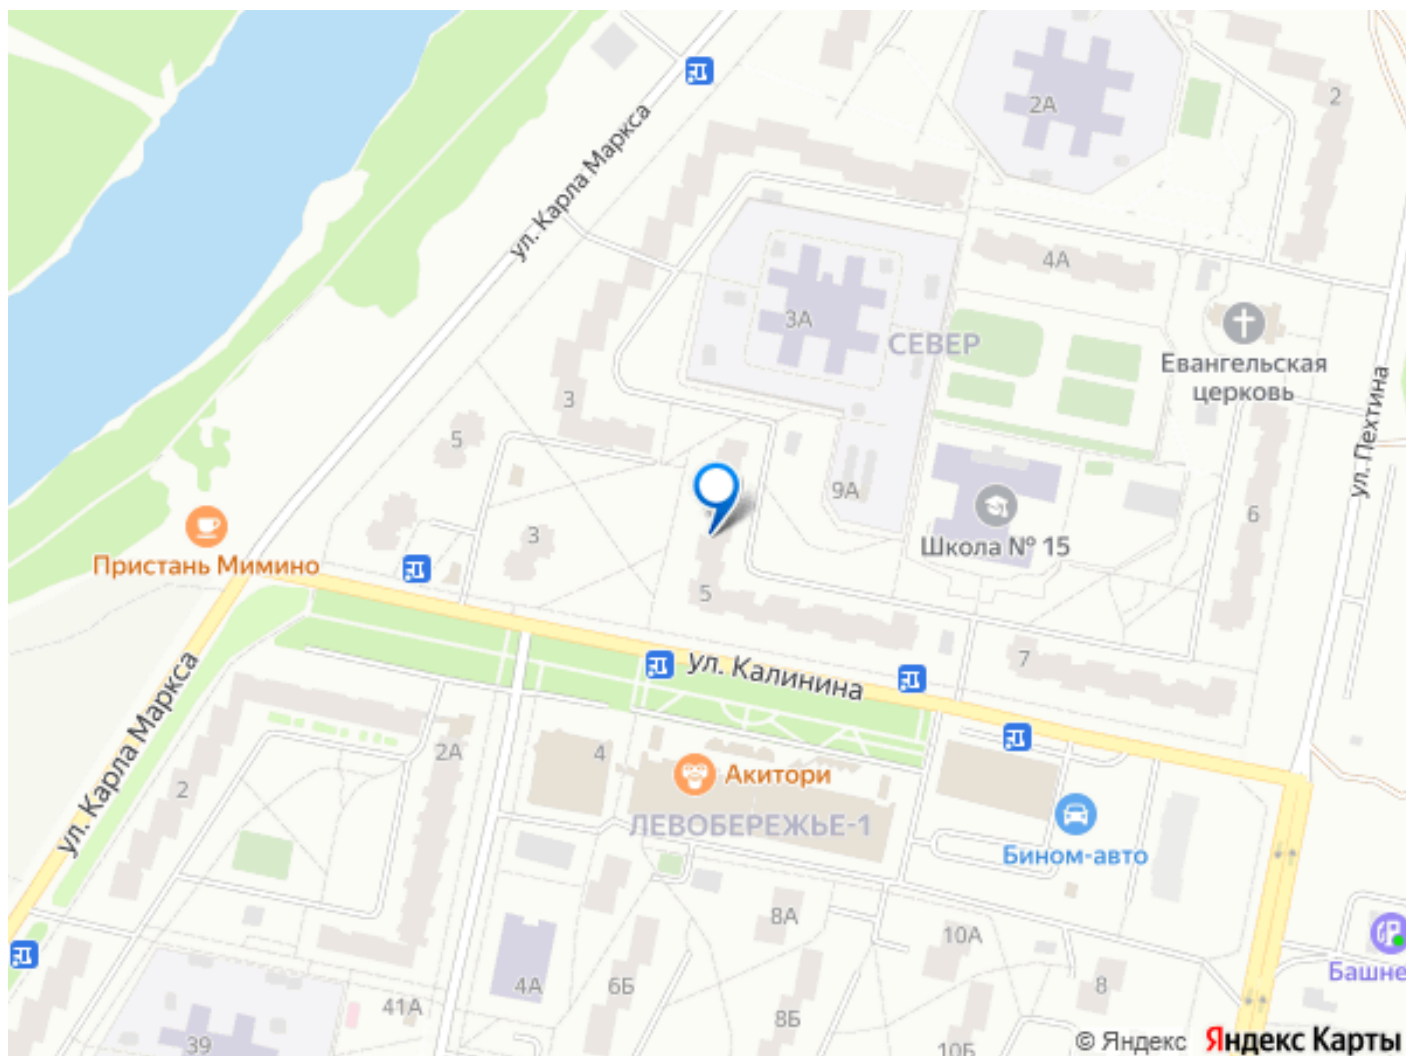 2А
2
ул. Карла Маркса
4А
3А
СЕВЕР
Евангельская
церковь
3
5
9А
ул. Пехтина
6
3
Школа № 15
Пристань Мимино
5
7
ул. Калинина
ул. Карла Маркса
2А
4
2
Акитори
ЛЕВОБЕРЕЖЬЕ-1
Бином-авто
8А
10А
Башне
4А
6Б
8
41А
8Б
39
10Б
© Яндекс Яндекс Карты